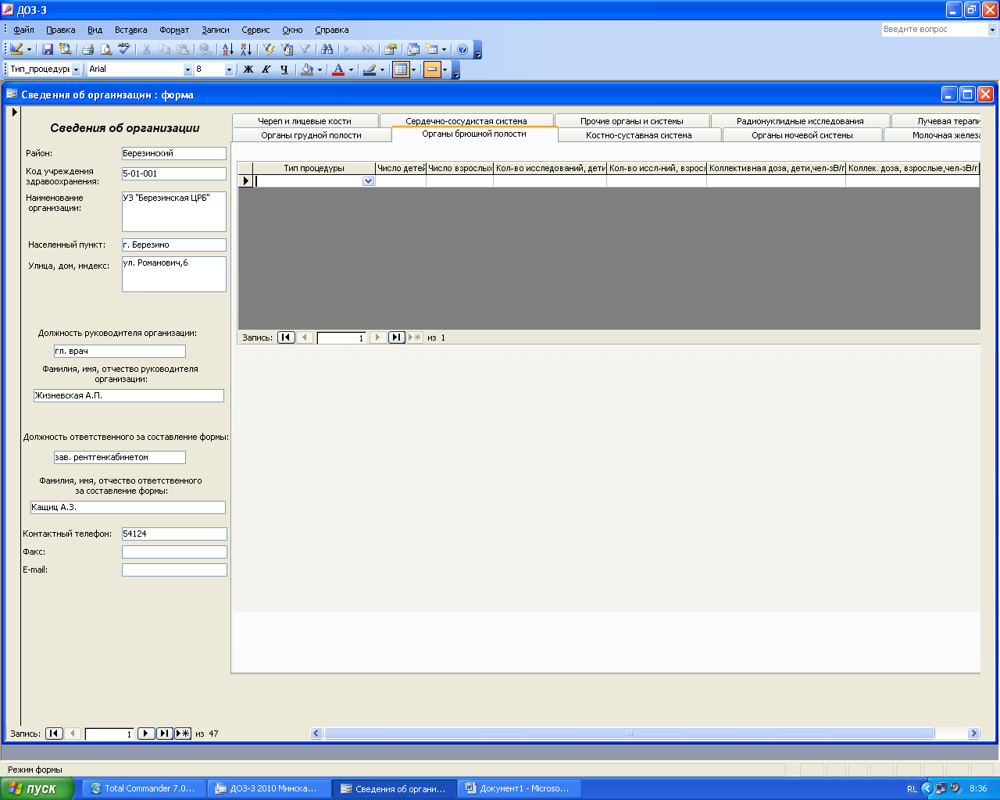 ДОЗ-3
Файл Правка Вид Вставка Формат Записи Сервис Окно Справка
Введите вопрос
Тип_процедуры Arial 8 Ж К Ч
Сведения об организации : форма
Сведения об организации
Район: Березинский
Код учреждения
здравоохранения: 5-01-001
Наименование
организации: УЗ "Березинская ЦРБ"
Населенный пункт: г. Березино
Улица, дом, индекс: ул. Романович,6
Должность руководителя организации:
гл. врач
Фамилия, имя, отчество руководителя
организации:
Жизневская А.П.
Должность ответственного за составление формы:
зав. рентгенкабинетом
Фамилия, имя, отчество ответственного
за составление формы:
Кащиц А.З.
Контактный телефон: 54124
Факс:
E-mail:
Череп и лицевые кости Сердечно-сосудистая система Прочие органы и системы Радионуклидные исследования Лучевая терапи
Органы грудной полости Органы брюшной полости Костно-суставная система Органы мочевой системы Молочная желез
Тип процедуры Число детей Число взрослых Кол-во исследований, дети Кол-во иссл-ний, взросл Коллективная доза, дети,чел-зВ/г Коллек. доза, взрослые,чел-зВ/г
Запись: 1 из 1
Запись: 1 из 47
Режим формы
пуск Total Commander 7.0... ДОЗ-3 2010 Минска... Сведения об органи... Документ1 - Microso... RL 8:36